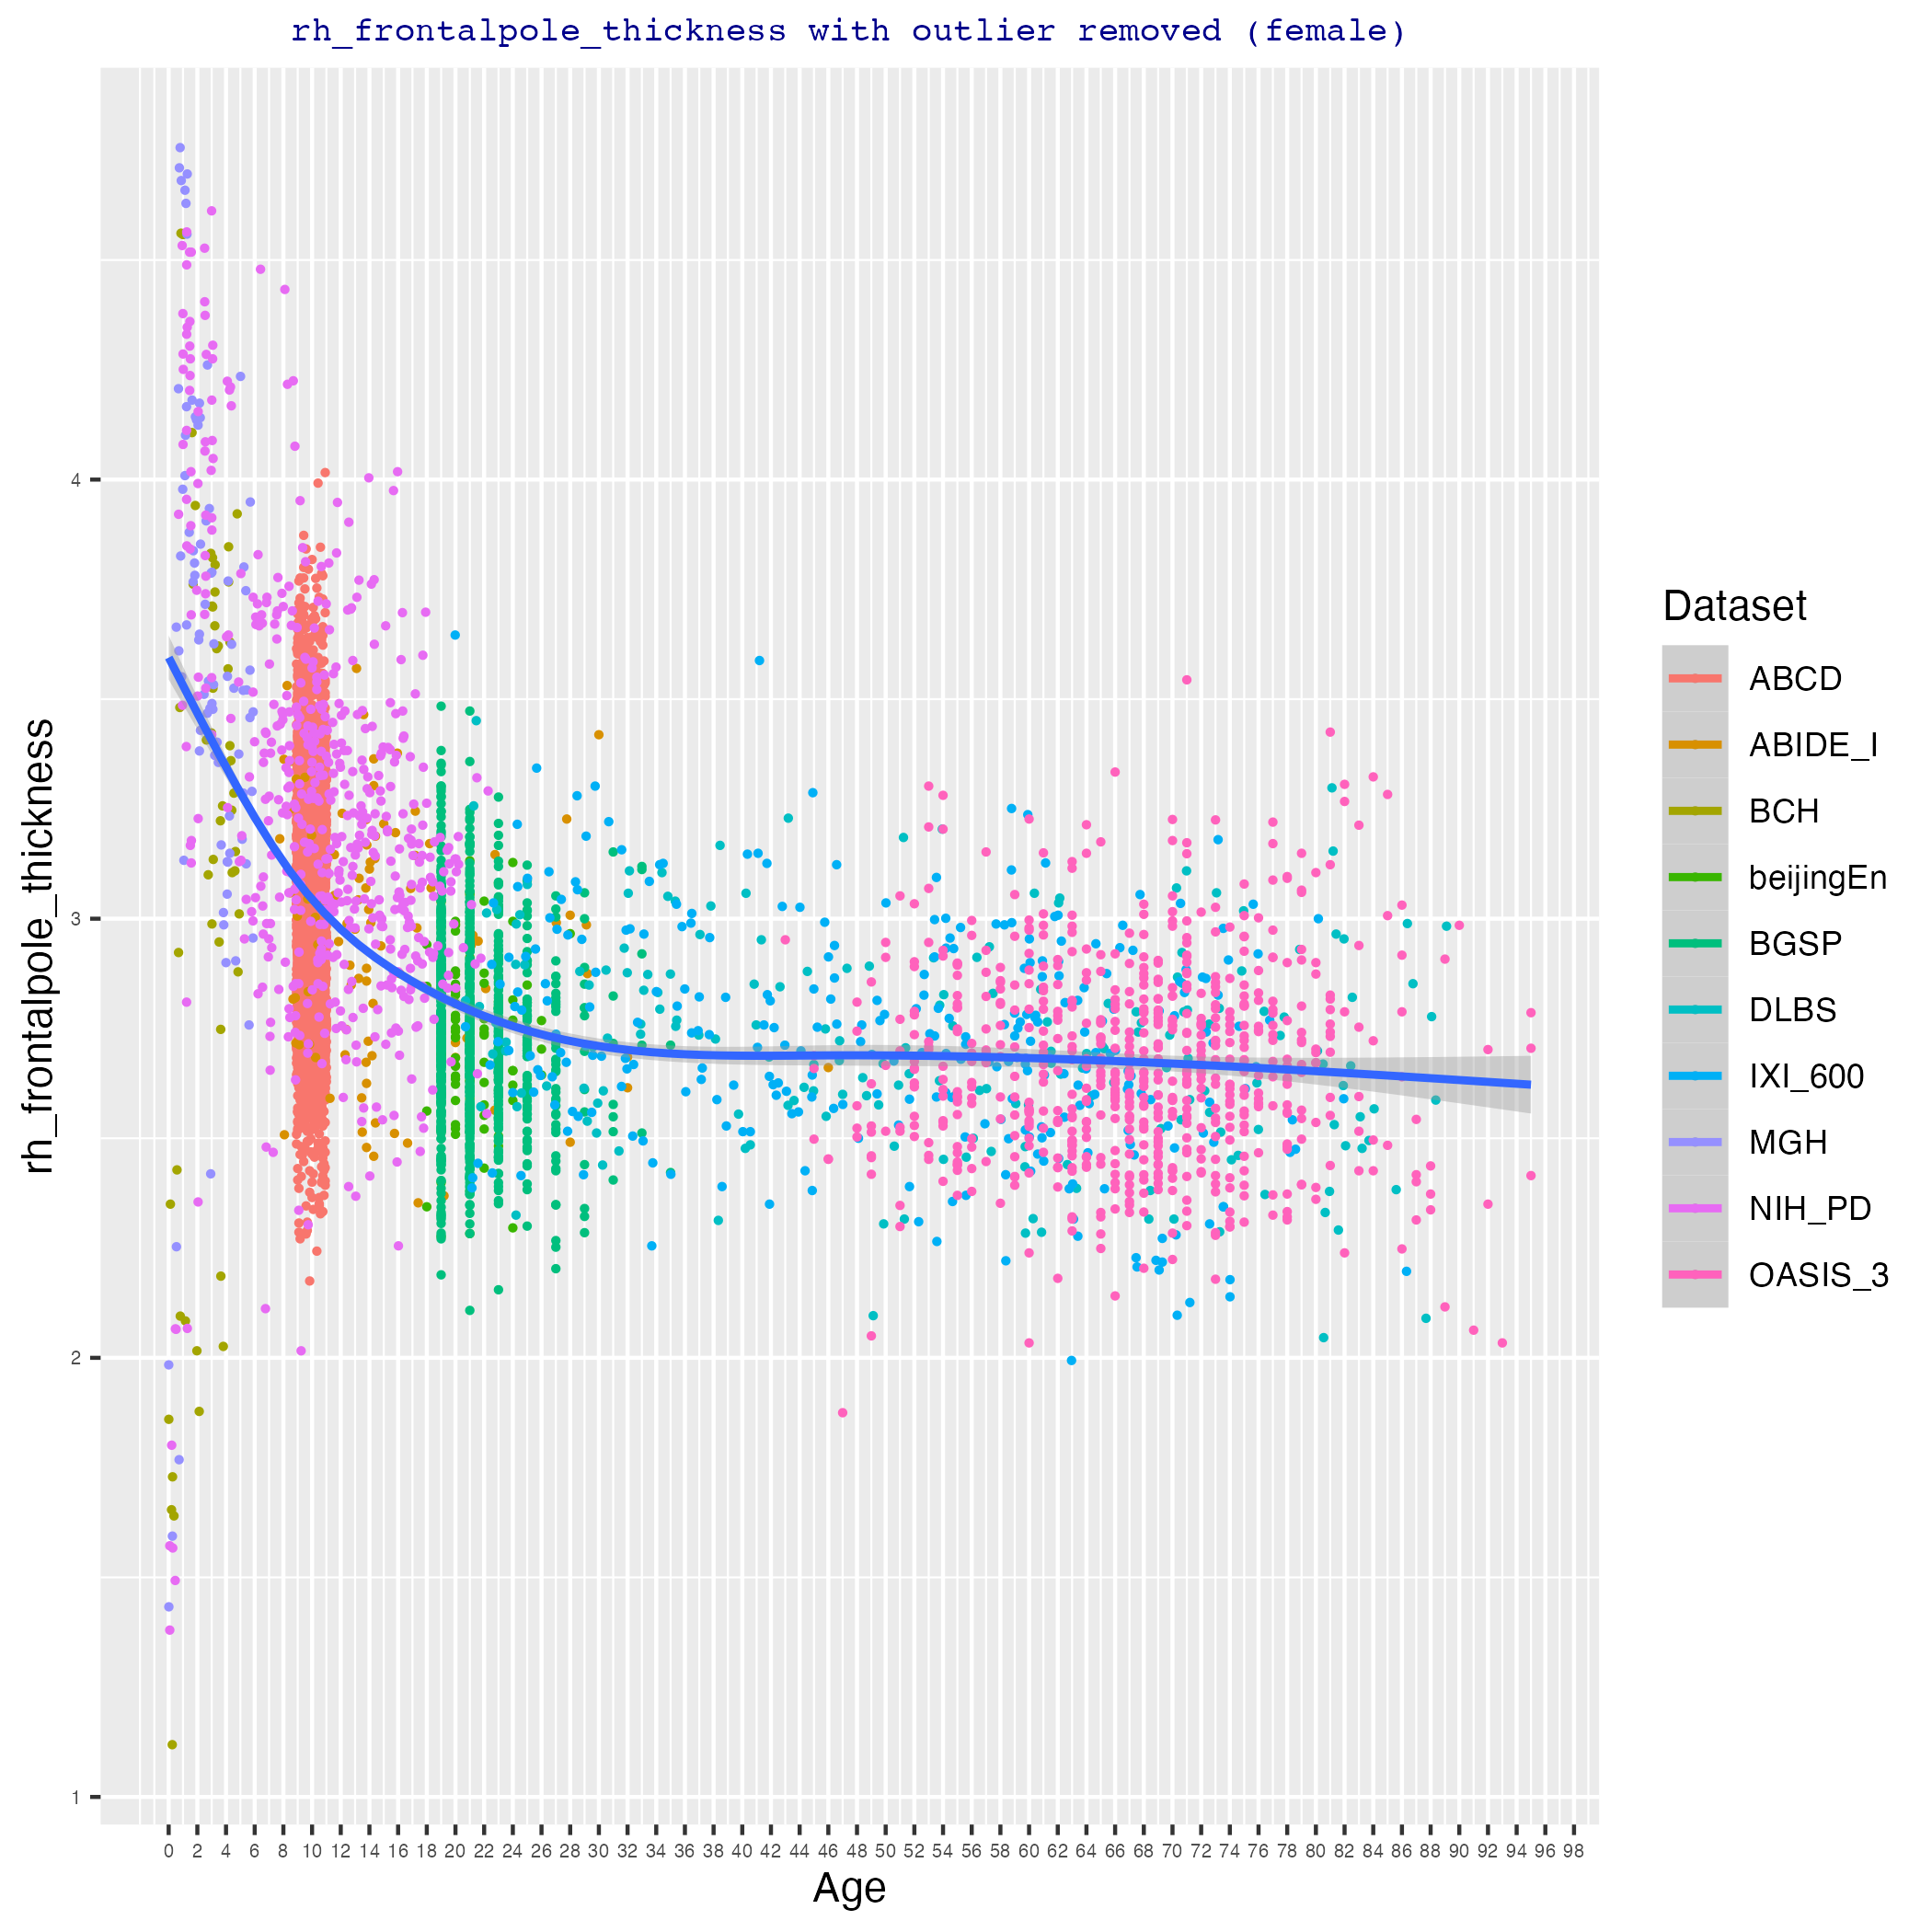 rh_frontalpole_thickness with outlier removed (female)
rh_frontalpole_thickness
4
3
2
1
0 2 4 6 8 10 12 14 16 18 20 22 24 26 28 30 32 34 36 38 40 42 44 46 48 50 52 54 56 58 60 62 64 66 68 70 72 74 76 78 80 82 84 86 88 90 92 94 96 98
Age
Dataset
ABCD
ABIDE_I
BCH
beijingEn
BGSP
DLBS
IXI_600
MGH
NIH_PD
OASIS_3